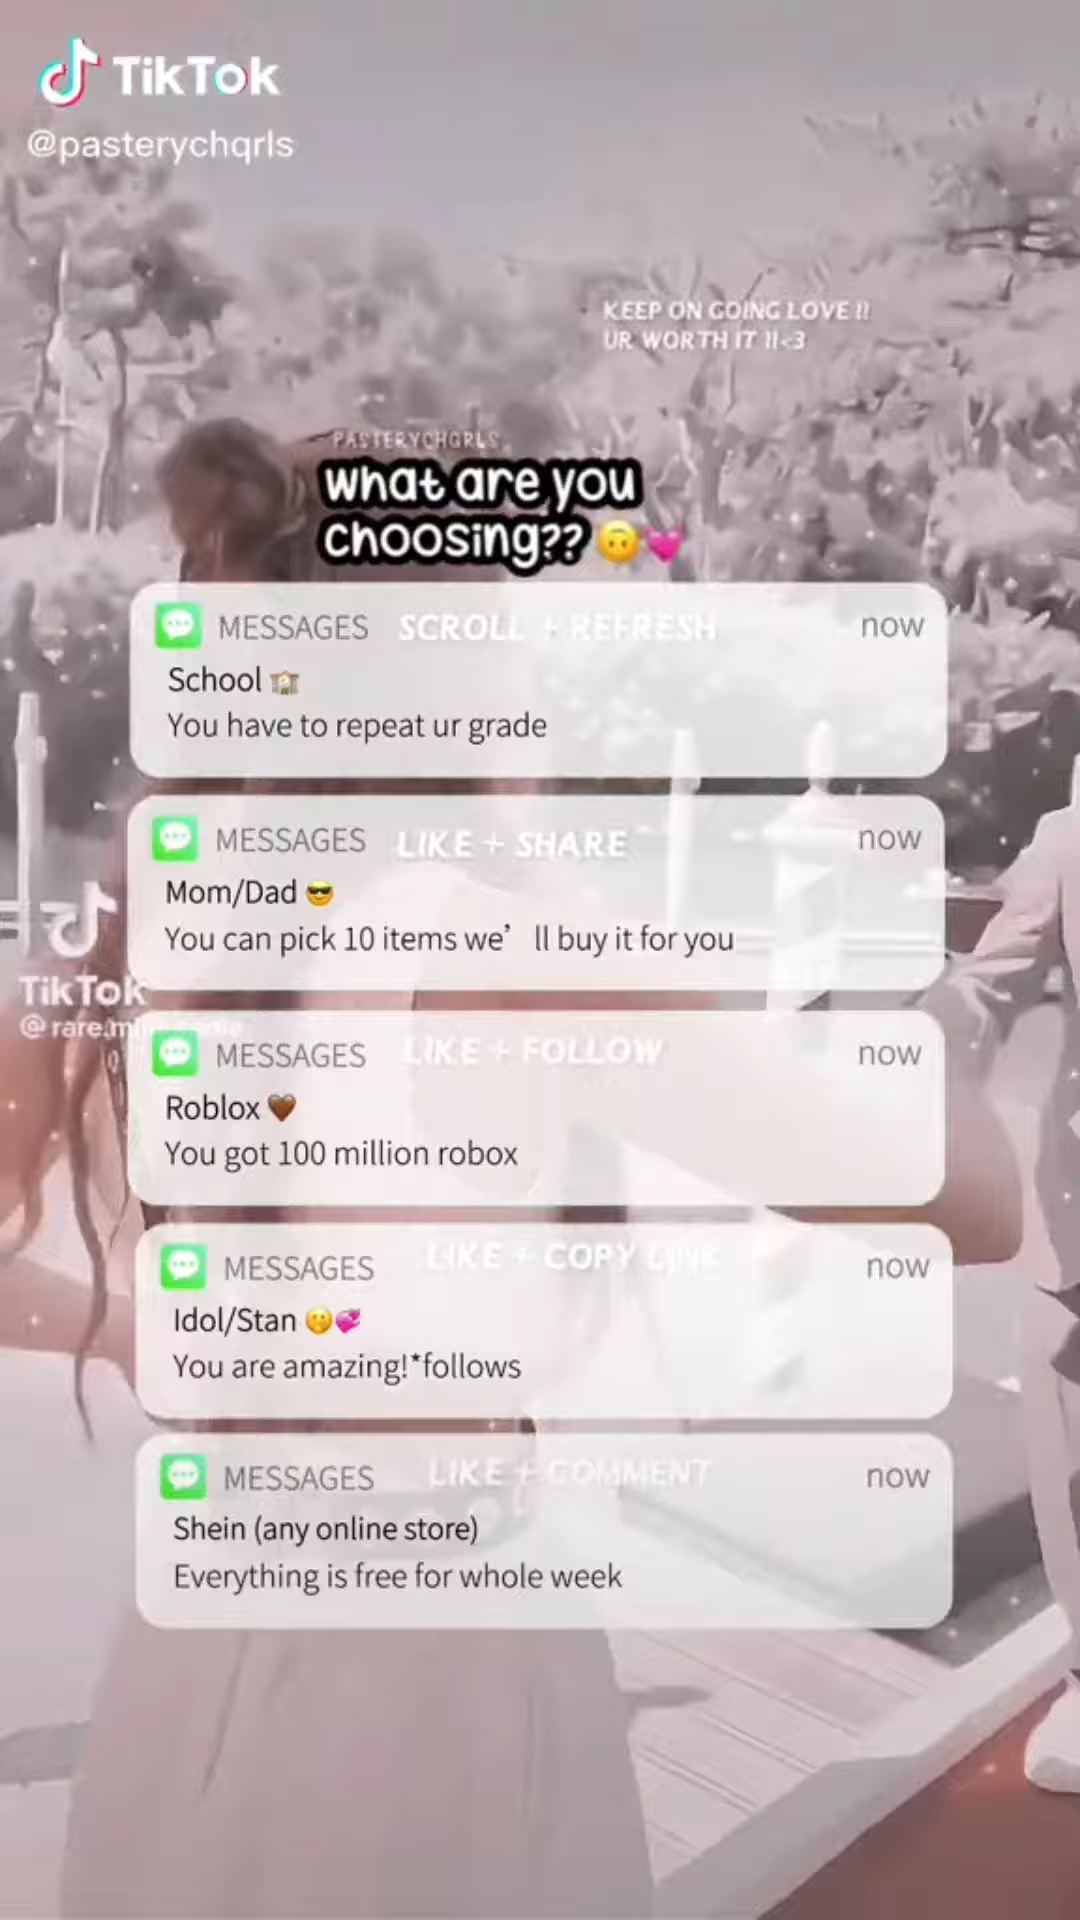 TikTok
@pasterychqrls
KEEP ON GOING LOVE !!
UR WORTH IT !!<3
PASTERYCHQRLS
what are you
choosing?? 🙃💓
MESSAGES SCROLL + REFRESH now
School 🏫
You have to repeat ur grade
MESSAGES LIKE + SHARE now
Mom/Dad 😎
You can pick 10 items we’ll buy it for you
TikTok
MESSAGES LIKE + FOLLOW now
Roblox 🤎
You got 100 million robox
MESSAGES LIKE + COPY LINK now
Idol/Stan 🤭💞
You are amazing!*follows
MESSAGES LIKE + COMMENT now
Shein (any online store)
Everything is free for whole week